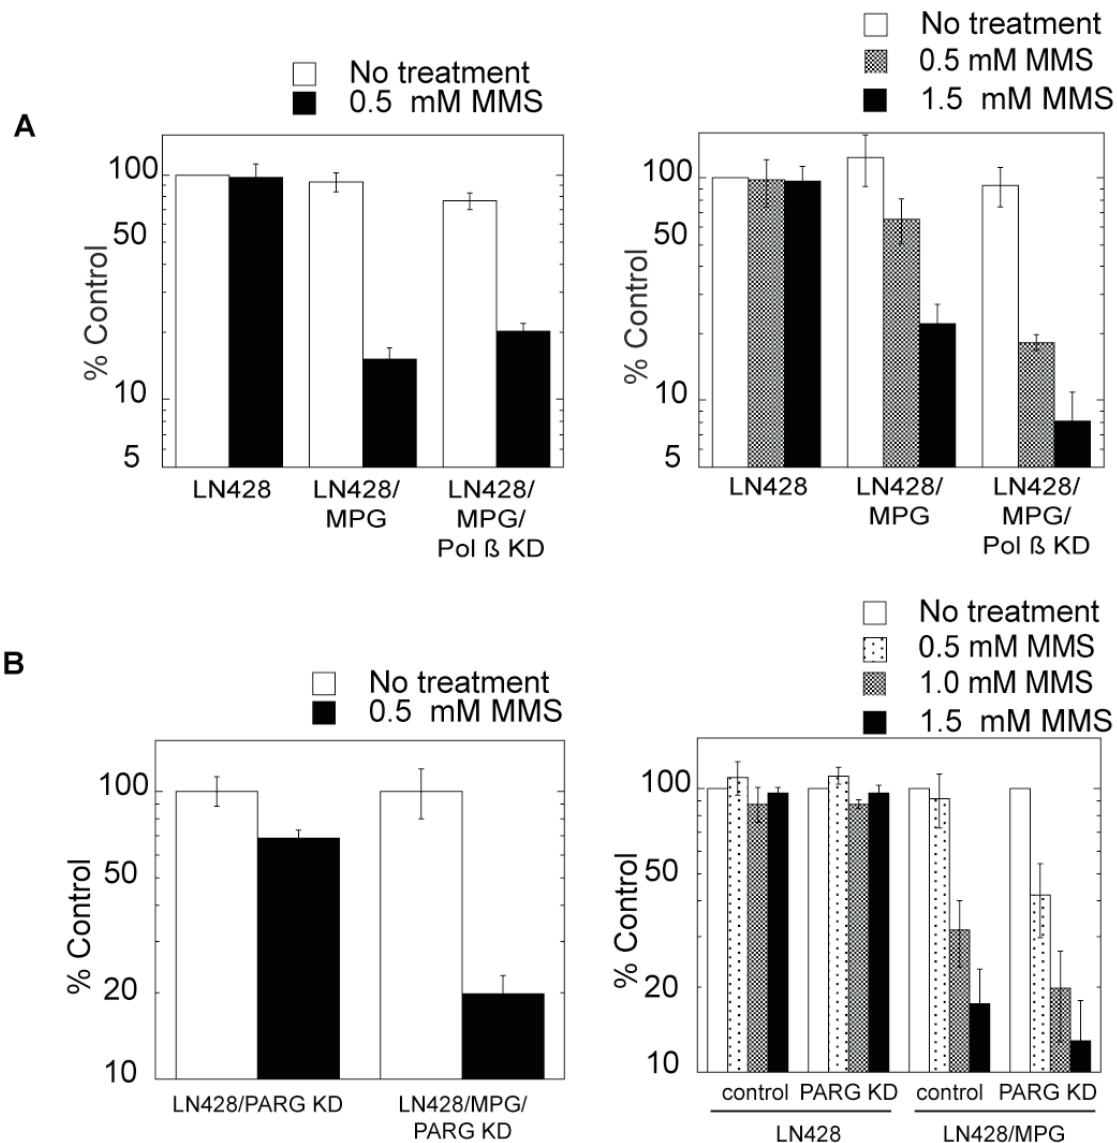 A
No treatment
0.5 mM MMS
% Control
100
50
10
5
LN428
LN428/
MPG
LN428/
MPG/
Pol ß KD
No treatment
0.5 mM MMS
1.5 mM MMS
% Control
100
50
10
5
LN428
LN428/
MPG
LN428/
MPG/
Pol ß KD
B
No treatment
0.5 mM MMS
% Control
100
50
20
10
LN428/PARG KD
LN428/MPG/
PARG KD
No treatment
0.5 mM MMS
1.0 mM MMS
1.5 mM MMS
% Control
100
50
20
10
control PARG KD control PARG KD
LN428 LN428/MPG